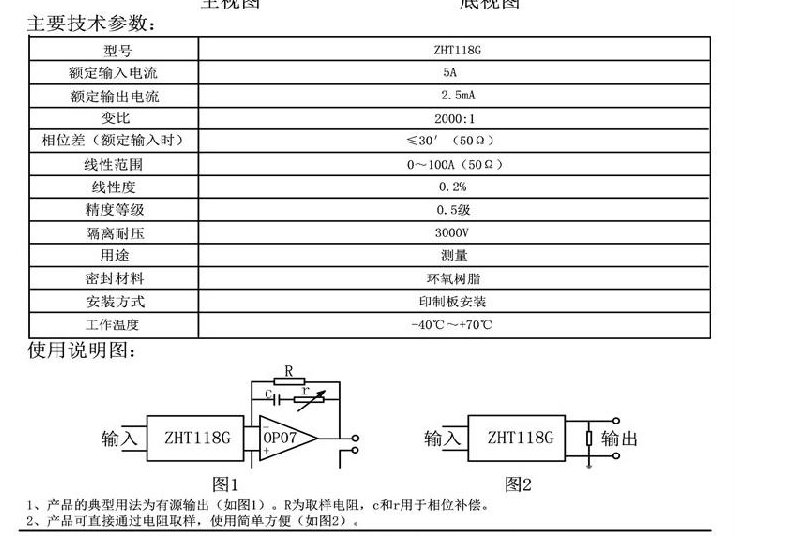 主视图 底视图
主要技术参数：
型号 ZHT118G
额定输入电流 5A
额定输出电流 2.5mA
变比 2000:1
相位差（额定输入时） ≤30′（50Ω）
线性范围 0～100A（50Ω）
线性度 0.2%
精度等级 0.5级
隔离耐压 3000V
用途 测量
密封材料 环氧树脂
安装方式 印制板安装
工作温度 -40℃～+70℃
使用说明图：
R
C r
输入 ZHT118G - + OP07
输入 ZHT118G 输出
图1 图2
1、产品的典型用法为有源输出（如图1）。R为取样电阻，c和r用于相位补偿。
2、产品可直接通过电阻取样，使用简单方便（如图2）。